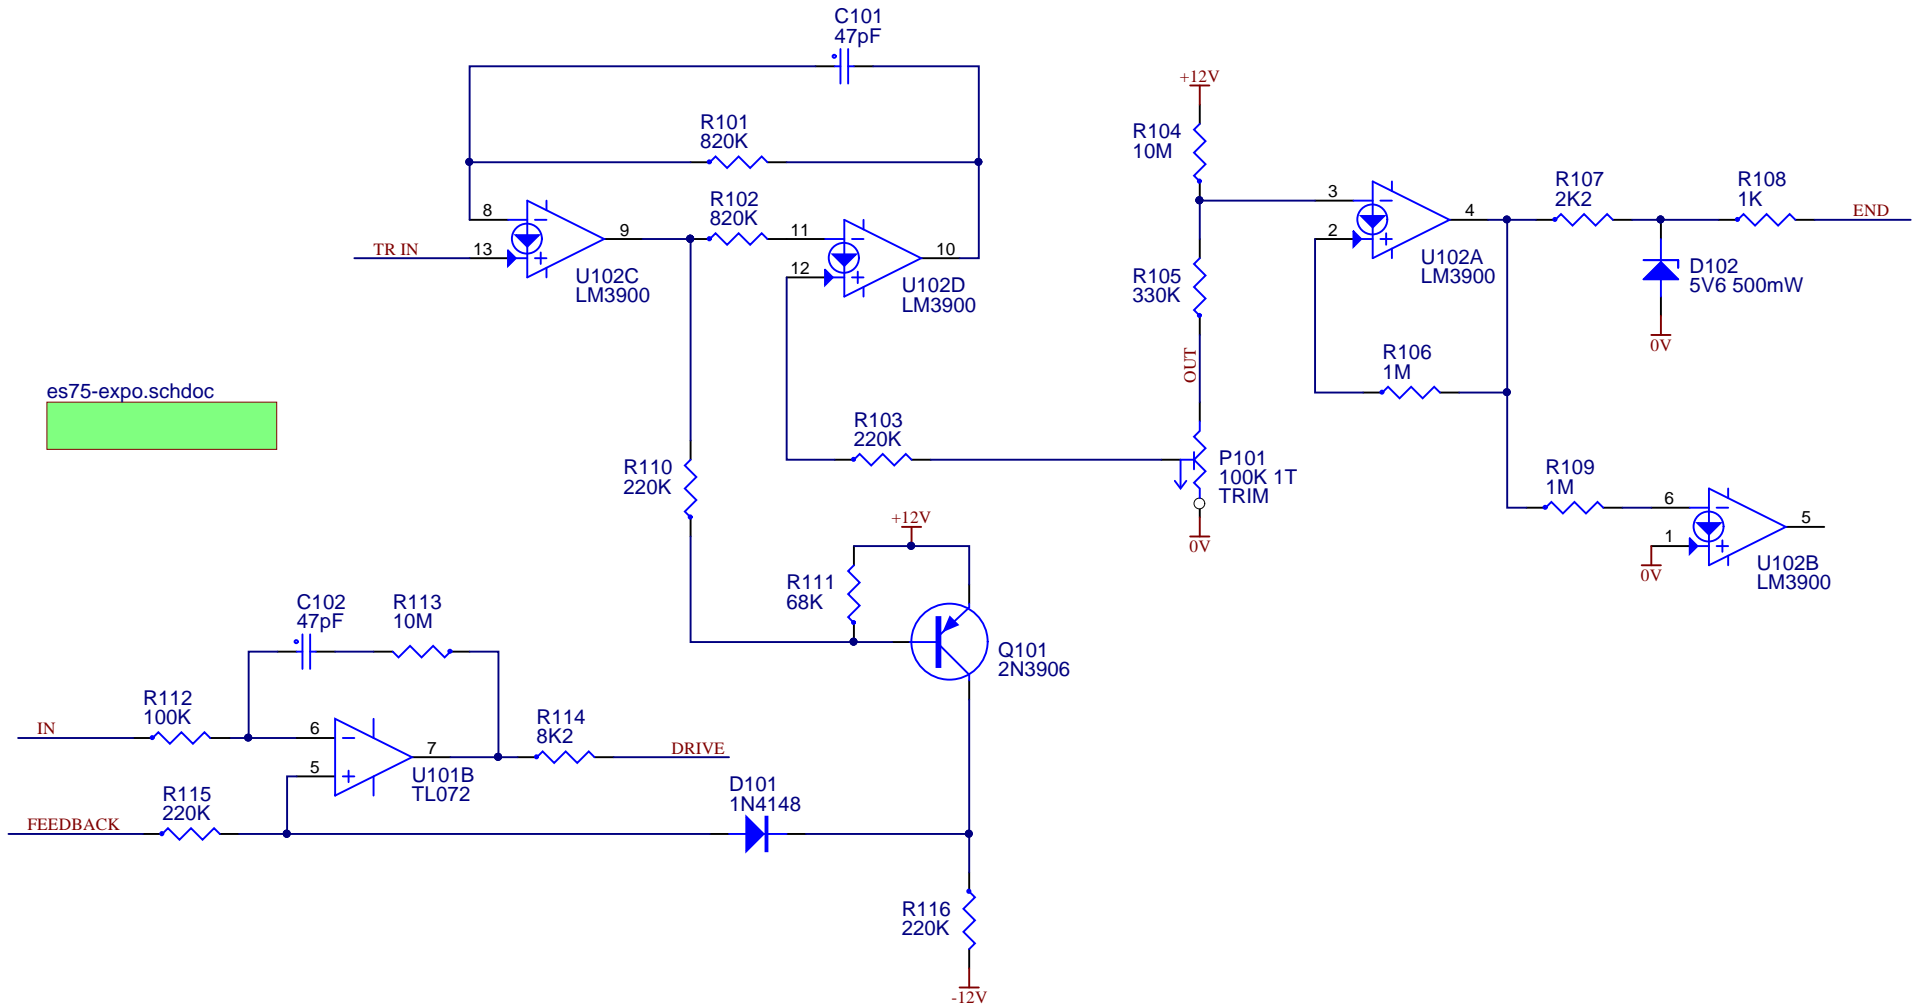 C101
47pF
+12V
R101
820K
R104
10M
R102
820K
R107
2K2
R108
1K
END
8
TR IN
13
9
11
12
10
3
2
4
U102C
LM3900
U102D
LM3900
U102A
LM3900
D102
5V6 500mW
0V
R105
330K
OUT
R106
1M
es75-expo.schdoc
R103
220K
R110
220K
P101
100K 1T
TRIM
0V
R109
1M
6
1
5
0V
U102B
LM3900
+12V
R111
68K
C102
47pF
R113
10M
Q101
2N3906
R112
100K
IN
6
5
7
R114
8K2
DRIVE
U101B
TL072
R115
220K
FEEDBACK
D101
1N4148
R116
220K
-12V